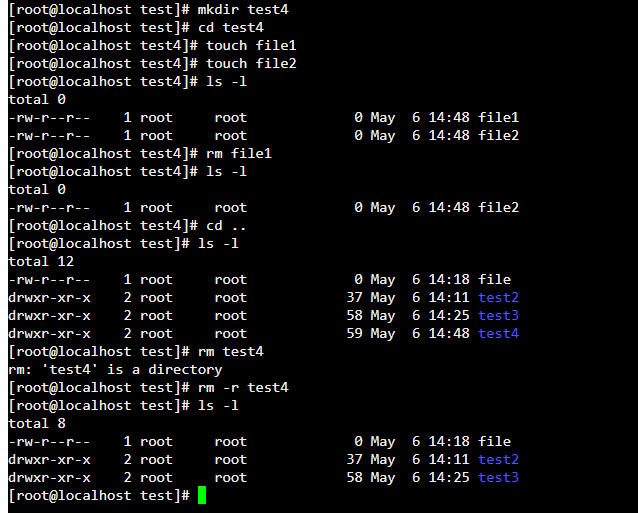 [root@localhost test]# mkdir test4
[root@localhost test]# cd test4
[root@localhost test4]# touch file1
[root@localhost test4]# touch file2
[root@localhost test4]# ls -l
total 0
-rw-r--r--    1 root     root             0 May  6 14:48 file1
-rw-r--r--    1 root     root             0 May  6 14:48 file2
[root@localhost test4]# rm file1
[root@localhost test4]# ls -l
total 0
-rw-r--r--    1 root     root             0 May  6 14:48 file2
[root@localhost test4]# cd ..
[root@localhost test]# ls -l
total 12
-rw-r--r--    1 root     root             0 May  6 14:18 file
drwxr-xr-x    2 root     root            37 May  6 14:11 test2
drwxr-xr-x    2 root     root            58 May  6 14:25 test3
drwxr-xr-x    2 root     root            59 May  6 14:48 test4
[root@localhost test]# rm test4
rm: 'test4' is a directory
[root@localhost test]# rm -r test4
[root@localhost test]# ls -l
total 8
-rw-r--r--    1 root     root             0 May  6 14:18 file
drwxr-xr-x    2 root     root            37 May  6 14:11 test2
drwxr-xr-x    2 root     root            58 May  6 14:25 test3
[root@localhost test]#